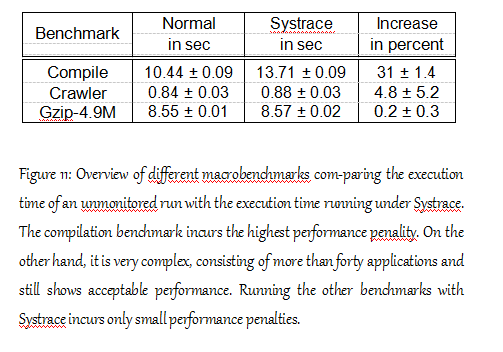 Benchmark Normal in sec Systrace in sec Increase in percent
Compile 10.44 ± 0.09 13.71 ± 0.09 31 ± 1.4
Crawler 0.84 ± 0.03 0.88 ± 0.03 4.8 ± 5.2
Gzip-4.9M 8.55 ± 0.01 8.57 ± 0.02 0.2 ± 0.3
Figure 11: Overview of different macrobenchmarks com-paring the execution
time of an unmonitored run with the execution time running under Systrace.
The compilation benchmark incurs the highest performance penality. On the
other hand, it is very complex, consisting of more than forty applications and
still shows acceptable performance. Running the other benchmarks with
Systrace incurs only small performance penalties.